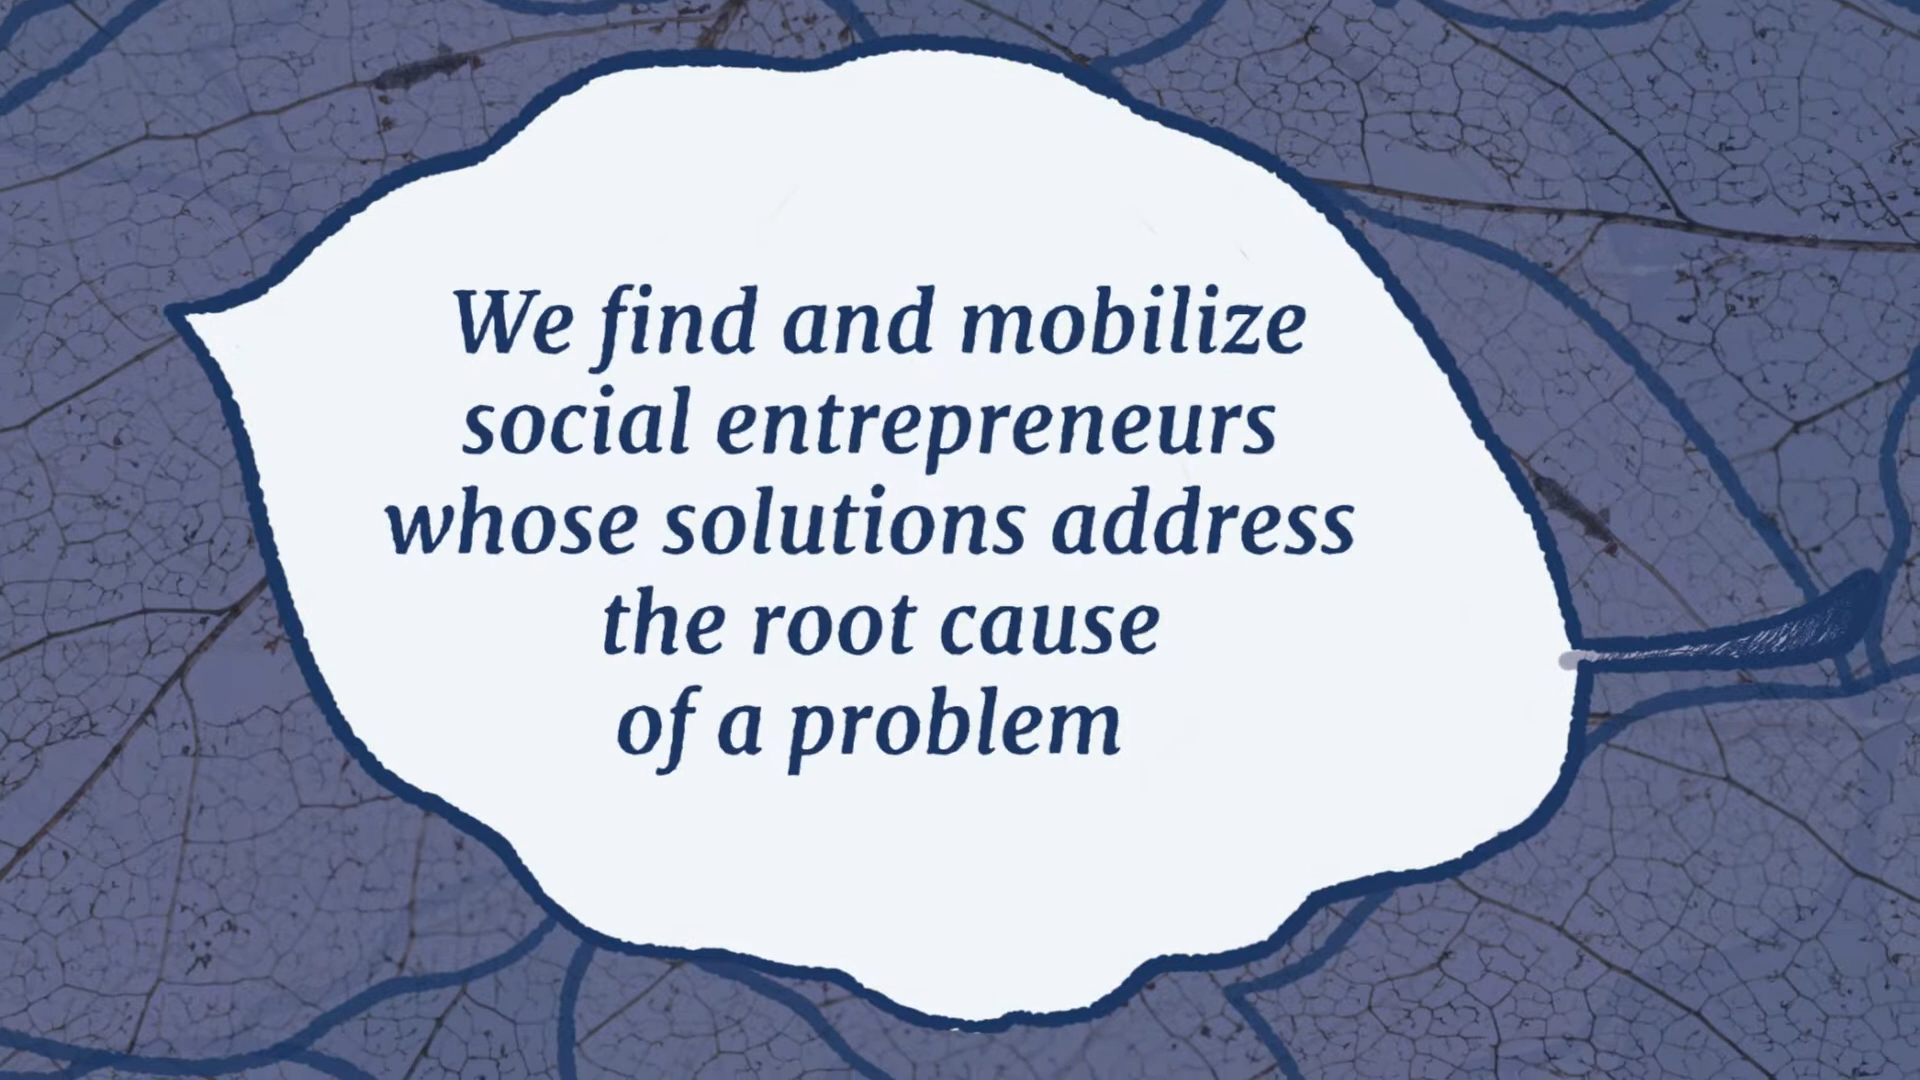 We find and mobilize
social entrepreneurs
whose solutions address
the root cause
of a problem